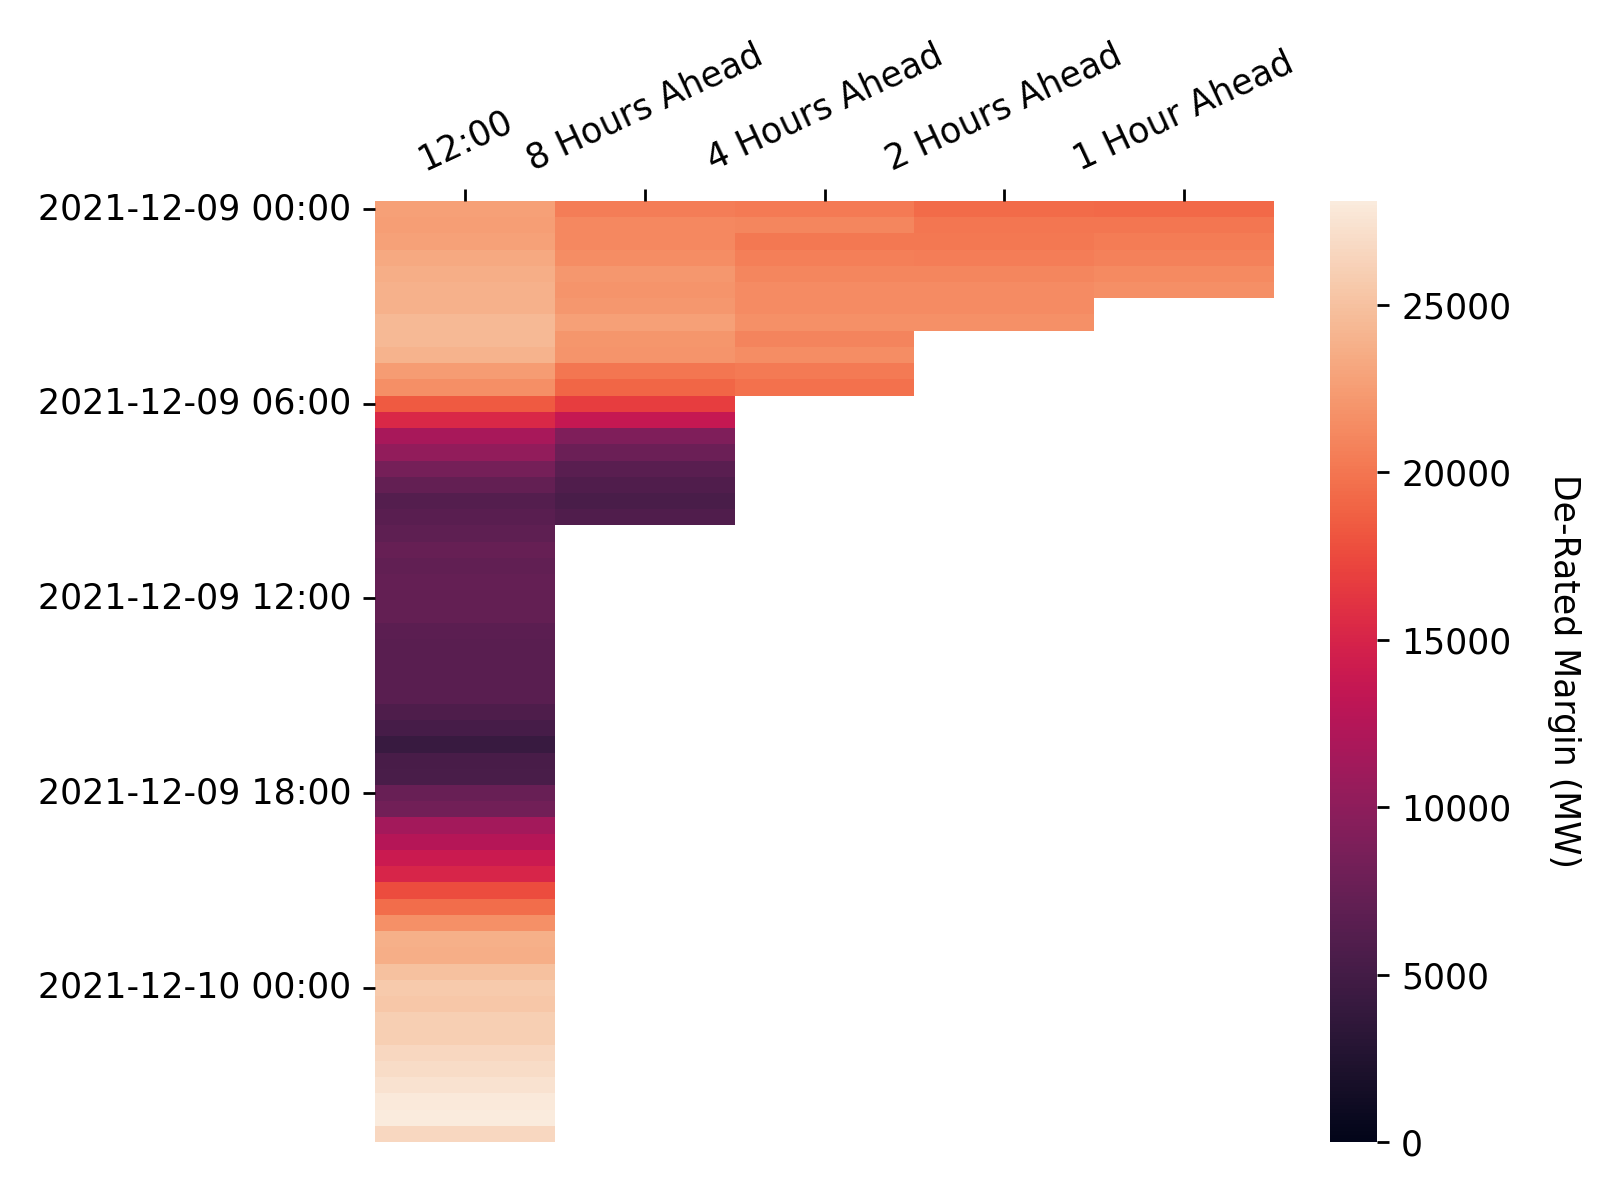 12:00
8 Hours Ahead
4 Hours Ahead
2 Hours Ahead
1 Hour Ahead
2021-12-09 00:00
2021-12-09 06:00
2021-12-09 12:00
2021-12-09 18:00
2021-12-10 00:00
25000
20000
15000
10000
5000
0
De-Rated Margin (MW)